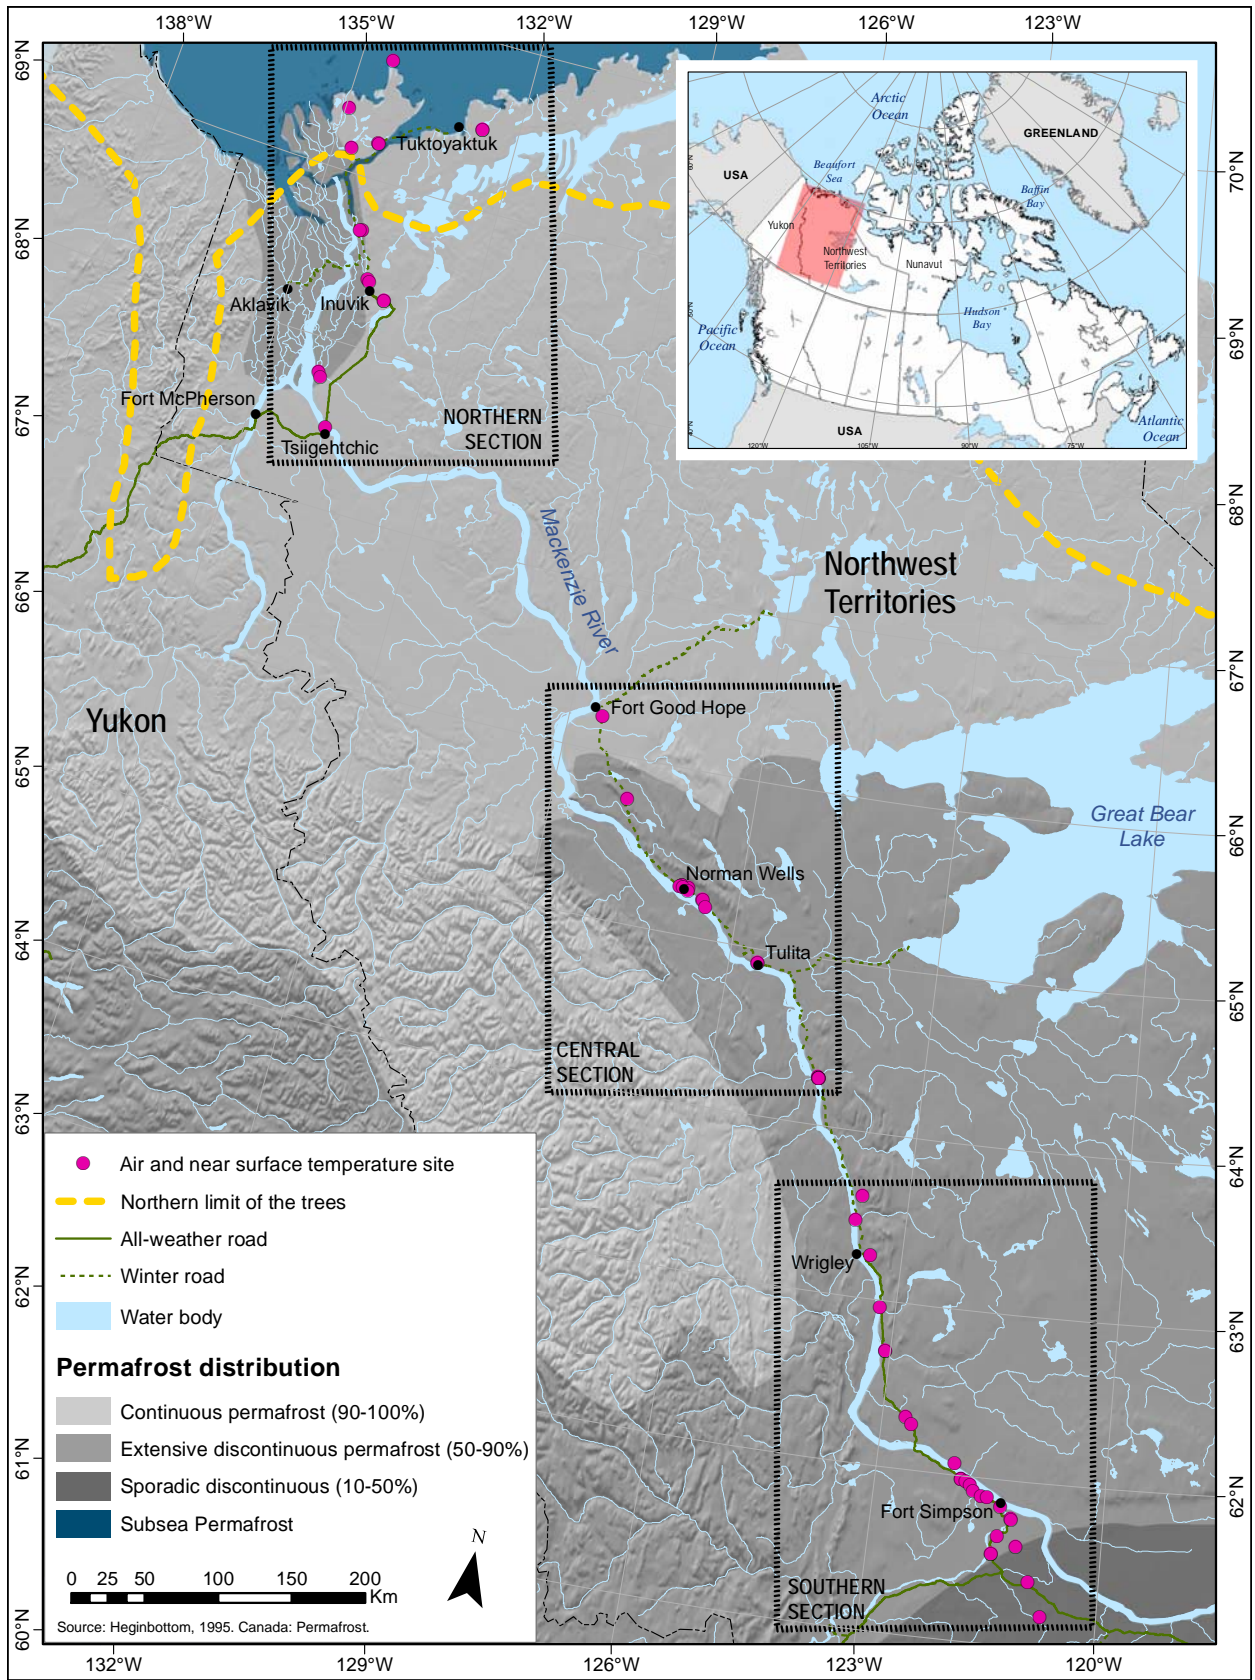 138°W 135°W 132°W 129°W 126°W 123°W
69°N
68°N
67°N
66°N
65°N
64°N
63°N
62°N
61°N
60°N
70°N
69°N
68°N
67°N
66°N
65°N
64°N
63°N
62°N
132°W 129°W 126°W 123°W 120°W
Arctic
Ocean
GREENLAND
Beaufort
Sea
USA
Baffin
Bay
Yukon
Northwest
Territories
Nunavut
Hudson
Bay
Pacific
Ocean
Atlantic
Ocean
USA
120°W 105°W 90°W 75°W
Tuktoyaktuk
Aklavik
Inuvik
Fort McPherson
Tsiigehtchic
NORTHERN
SECTION
Mackenzie River
Northwest
Territories
Yukon
Fort Good Hope
Great Bear
Lake
Norman Wells
Tulita
CENTRAL
SECTION
Wrigley
Fort Simpson
SOUTHERN
SECTION
Air and near surface temperature site
Northern limit of the trees
All-weather road
Winter road
Water body
Permafrost distribution
Continuous permafrost (90-100%)
Extensive discontinuous permafrost (50-90%)
Sporadic discontinuous (10-50%)
Subsea Permafrost
N
0 25 50 100 150 200
Km
Source: Heginbottom, 1995. Canada: Permafrost.